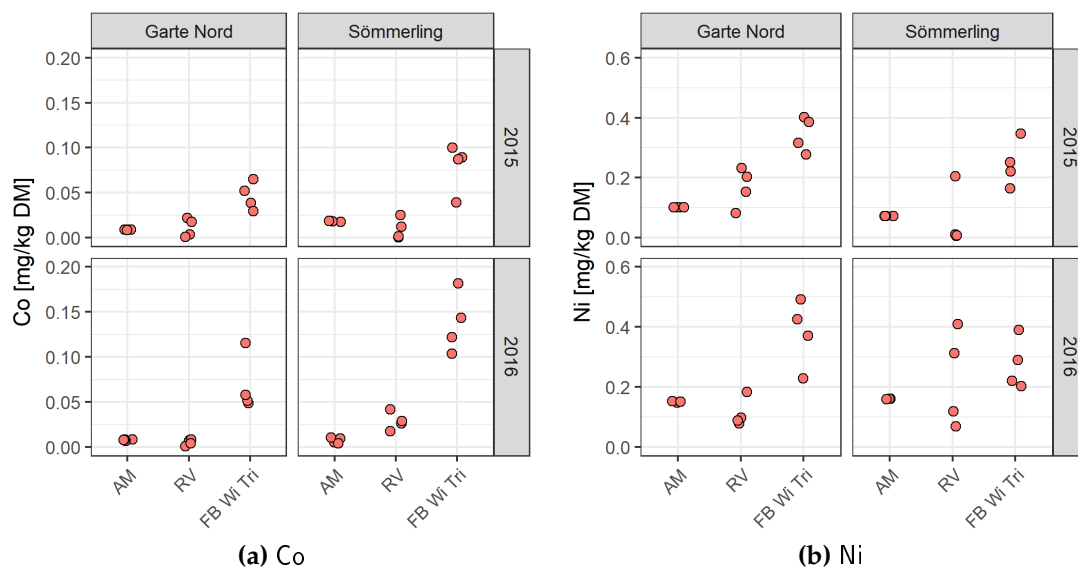 Garte Nord Sömmerling
Co [mg/kg DM]
0.20
0.15
0.10
0.05
0.00
2015
0.20
0.15
0.10
0.05
0.00
2016
AM RV FB Wi Tri AM RV FB Wi Tri
(a) Co
Garte Nord Sömmerling
Ni [mg/kg DM]
0.6
0.4
0.2
0.0
2015
0.6
0.4
0.2
0.0
2016
AM RV FB Wi Tri AM RV FB Wi Tri
(b) Ni